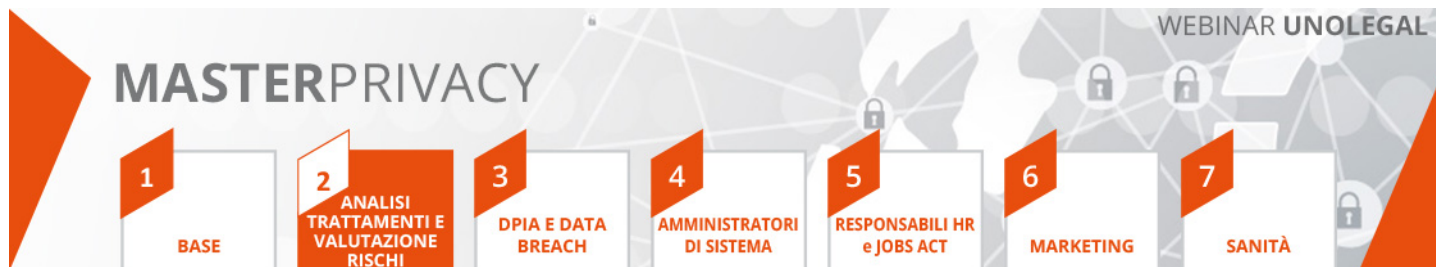 WEBINAR UNOLEGAL
MASTERPRIVACY
1
BASE
2
ANALISI
TRATTAMENTI E
VALUTAZIONE
RISCHI
3
DPIA E DATA
BREACH
4
AMMINISTRATORI
DI SISTEMA
5
RESPONSABILI HR
e JOBS ACT
6
MARKETING
7
SANITÀ